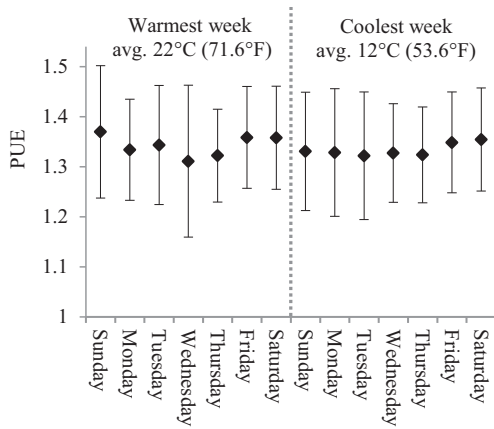 Warmest week
avg. 22°C (71.6°F)
Coolest week
avg. 12°C (53.6°F)
PUE
1.5
1.4
1.3
1.2
1.1
1
Sunday
Monday
Tuesday
Wednesday
Thursday
Friday
Saturday
Sunday
Monday
Tuesday
Wednesday
Thursday
Friday
Saturday